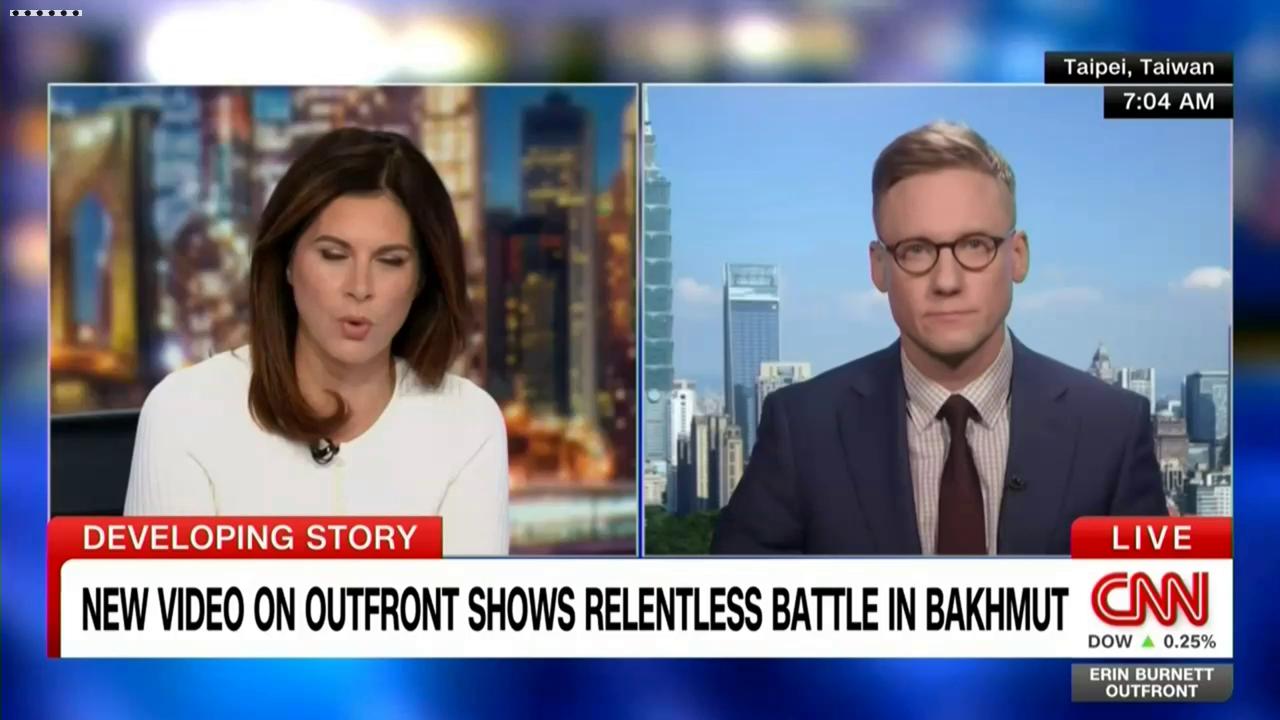 Taipei, Taiwan
7:04 AM
DEVELOPING STORY
LIVE
NEW VIDEO ON OUTFRONT SHOWS RELENTLESS BATTLE IN BAKHMUT
CNN
DOW ▲ 0.25%
ERIN BURNETT
OUTFRONT